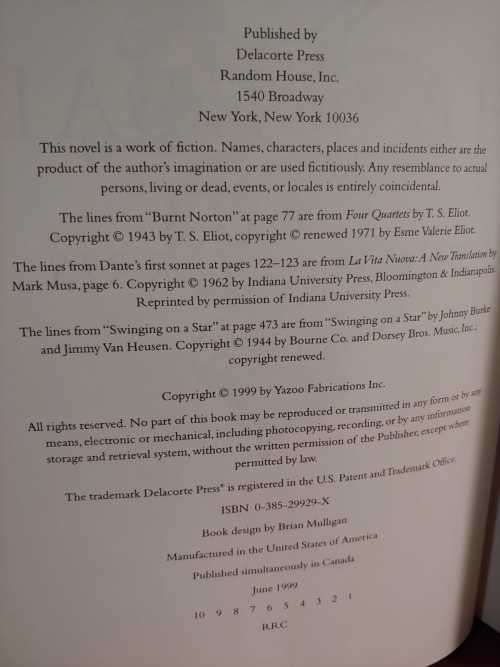 Published by
Delacorte Press
Random House, Inc.
1540 Broadway
New York, New York 10036
This novel is a work of fiction. Names, characters, places and incidents either are the
product of the author's imagination or are used fictitiously. Any resemblance to actual
persons, living or dead, events, or locales is entirely coincidental.
The lines from "Burnt Norton" at page 77 are from Four Quartets by T. S. Eliot.
Copyright © 1943 by T. S. Eliot, copyright © renewed 1971 by Esme Valerie Eliot.
The lines from Dante's first sonnet at pages 122–123 are from La Vita Nuova: A New Translation by
Mark Musa, page 6. Copyright © 1962 by Indiana University Press, Bloomington & Indianapolis.
Reprinted by permission of Indiana University Press.
The lines from "Swinging on a Star" at page 473 are from "Swinging on a Star" by Johnny Burke
and Jimmy Van Heusen. Copyright © 1944 by Bourne Co. and Dorsey Bros. Music, Inc.,
copyright renewed.
Copyright © 1999 by Yazoo Fabrications Inc.
All rights reserved. No part of this book may be reproduced or transmitted in any form or by any
means, electronic or mechanical, including photocopying, recording, or by any information
storage and retrieval system, without the written permission of the Publisher, except where
permitted by law.
The trademark Delacorte Press® is registered in the U.S. Patent and Trademark Office.
ISBN 0-385-29929-X
Book design by Brian Mulligan
Manufactured in the United States of America
Published simultaneously in Canada
June 1999
10 9 8 7 6 5 4 3 2 1
RRC